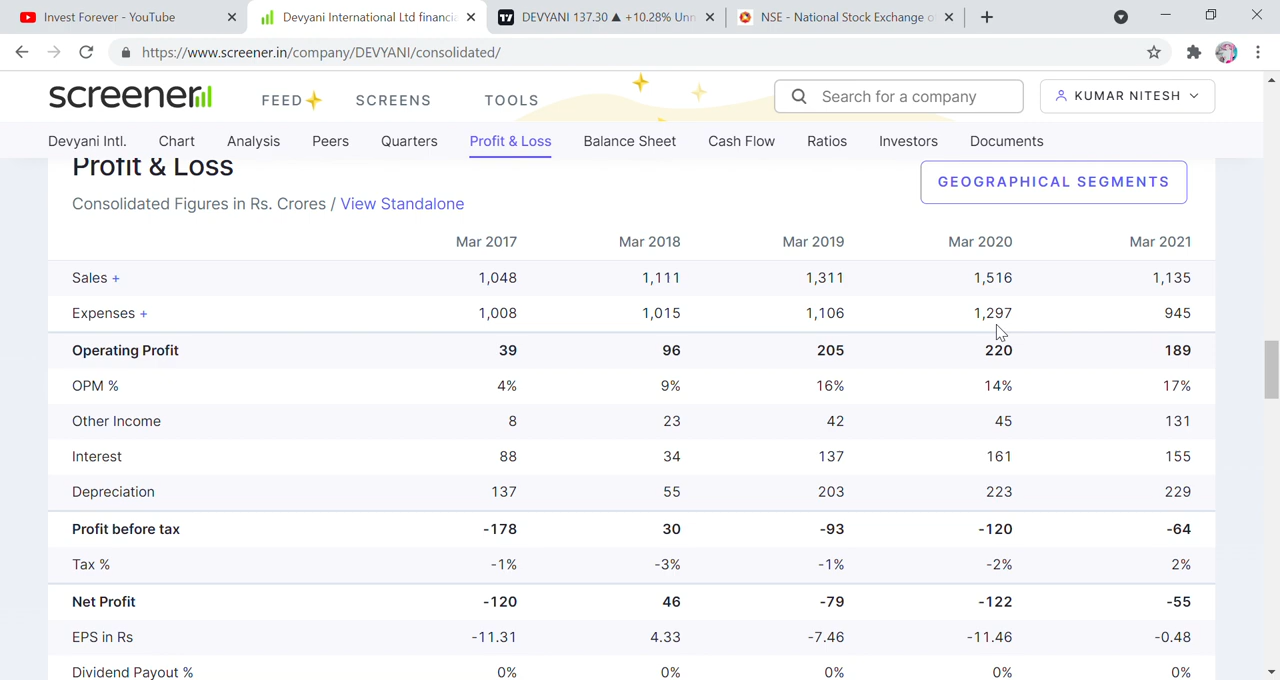 Invest Forever - YouTube
Devyani International Ltd financia
DEVYANI 137.30 ▲ +10.28% Unn
NSE - National Stock Exchange o
https://www.screener.in/company/DEVYANI/consolidated/
screener
FEED
SCREENS
TOOLS
Search for a company
KUMAR NITESH
Devyani Intl. Chart Analysis Peers Quarters Profit & Loss Balance Sheet Cash Flow Ratios Investors Documents
Profit & Loss
GEOGRAPHICAL SEGMENTS
Consolidated Figures in Rs. Crores / View Standalone
Mar 2017 Mar 2018 Mar 2019 Mar 2020 Mar 2021
Sales + 1,048 1,111 1,311 1,516 1,135
Expenses + 1,008 1,015 1,106 1,297 945
Operating Profit 39 96 205 220 189
OPM % 4% 9% 16% 14% 17%
Other Income 8 23 42 45 131
Interest 88 34 137 161 155
Depreciation 137 55 203 223 229
Profit before tax -178 30 -93 -120 -64
Tax % -1% -3% -1% -2% 2%
Net Profit -120 46 -79 -122 -55
EPS in Rs -11.31 4.33 -7.46 -11.46 -0.48
Dividend Payout % 0% 0% 0% 0% 0%